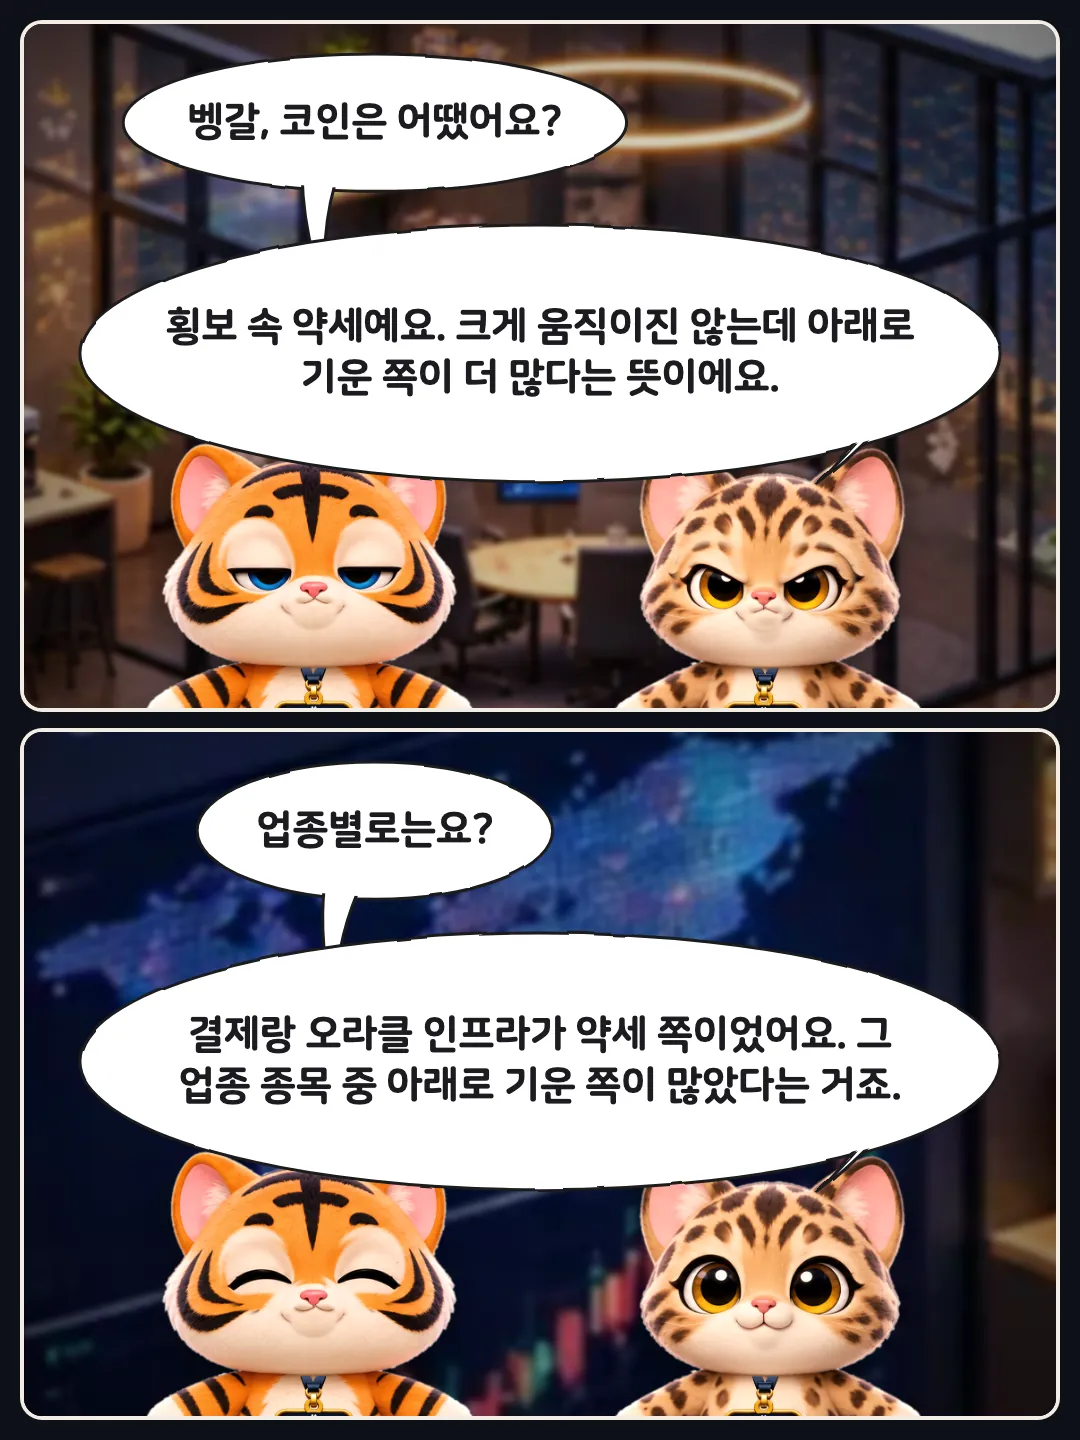 벵갈, 코인은 어땠어요?
횡보 속 약세예요. 크게 움직이진 않는데 아래로
기운 쪽이 더 많다는 뜻이에요.
업종별로는요?
결제랑 오라클 인프라가 약세 쪽이었어요. 그
업종 종목 중 아래로 기운 쪽이 많았다는 거죠.